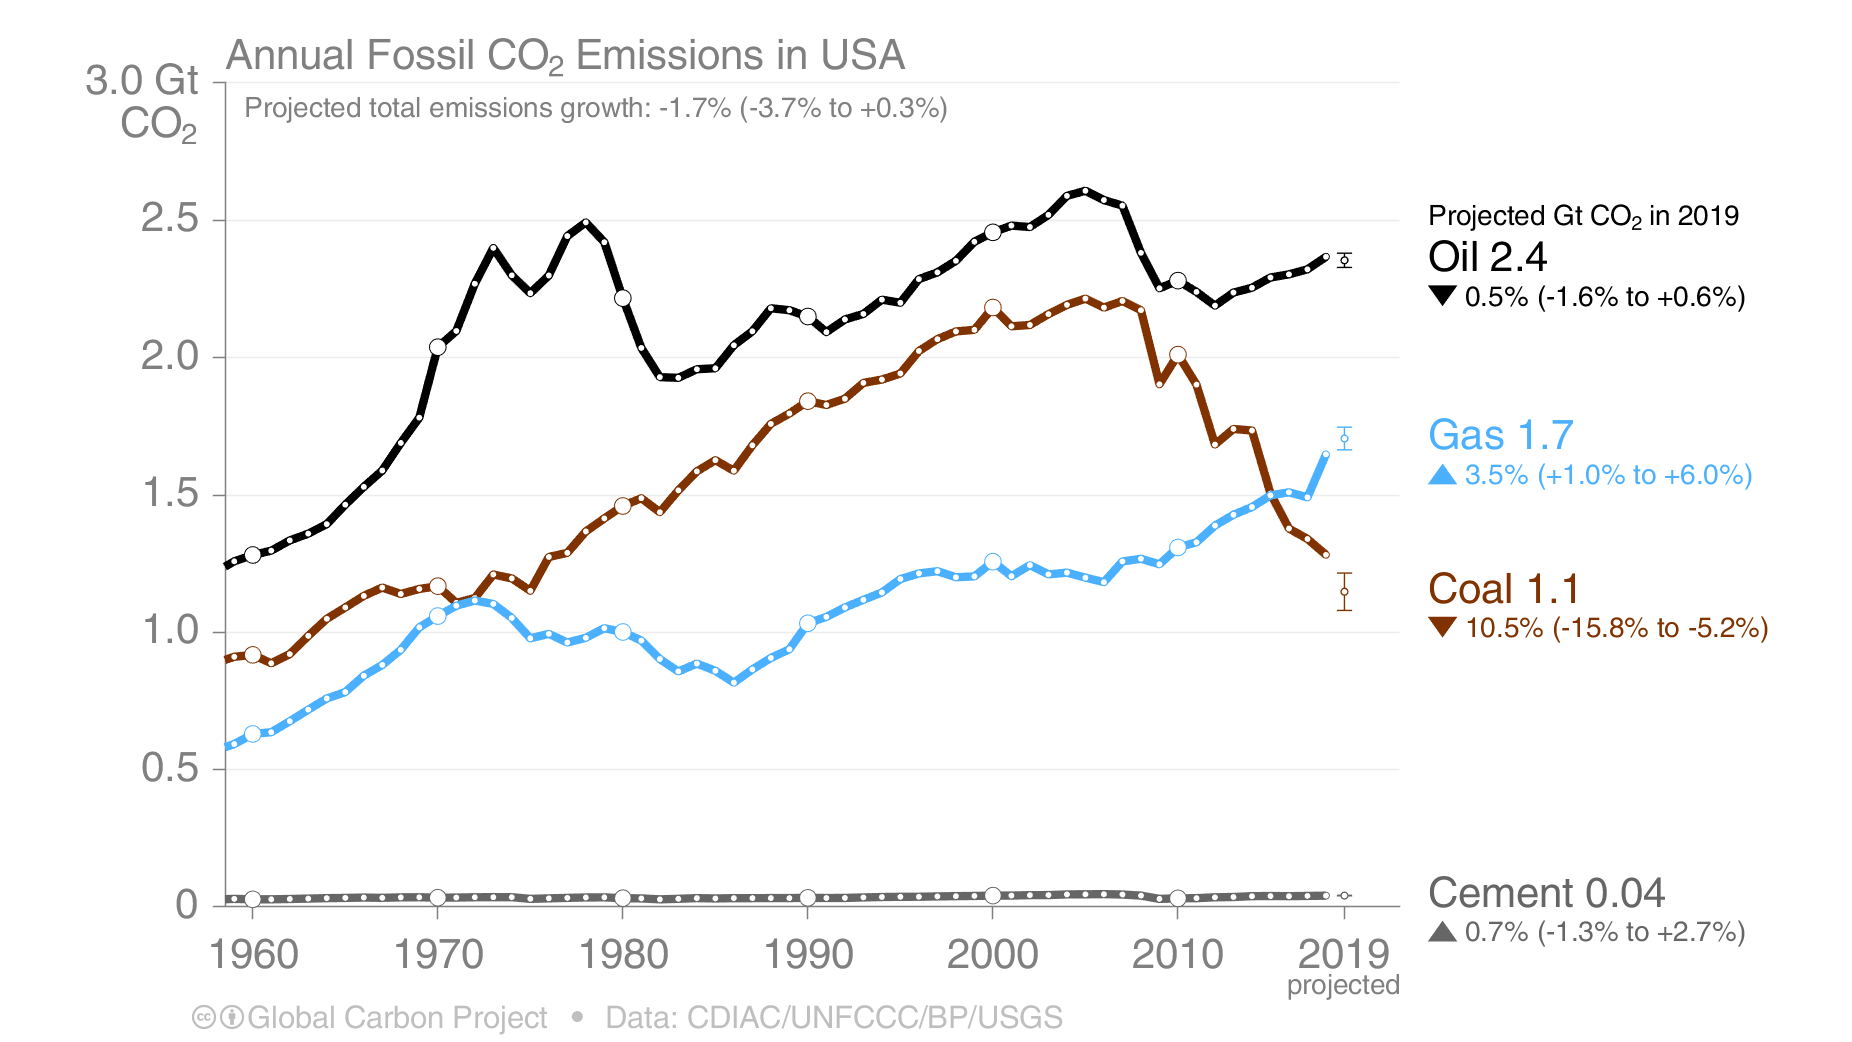 Annual Fossil CO₂ Emissions in USA
3.0 Gt
CO₂
Projected total emissions growth: -1.7% (-3.7% to +0.3%)
2.5
2.0
1.5
1.0
0.5
0
1960
1970
1980
1990
2000
2010
2019
projected
Projected Gt CO₂ in 2019
Oil 2.4
▼ 0.5% (-1.6% to +0.6%)
Gas 1.7
▲ 3.5% (+1.0% to +6.0%)
Coal 1.1
▼ 10.5% (-15.8% to -5.2%)
Cement 0.04
▲ 0.7% (-1.3% to +2.7%)
cc Global Carbon Project • Data: CDIAC/UNFCCC/BP/USGS